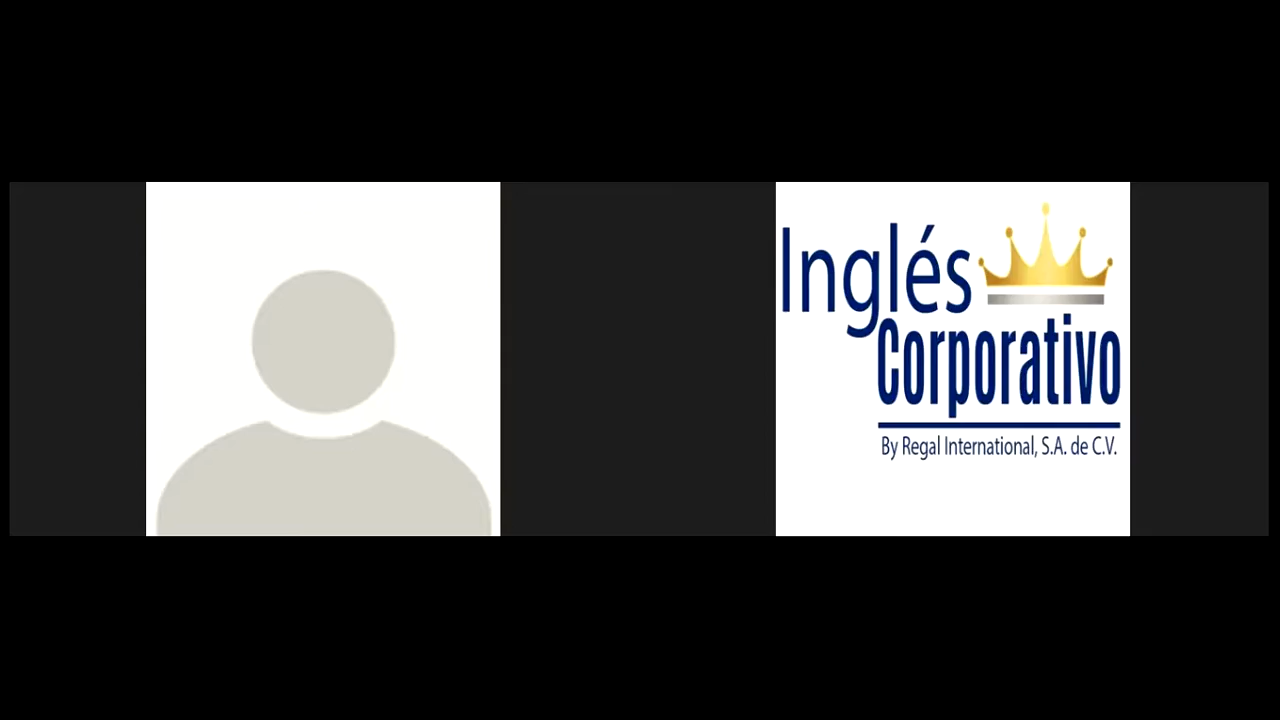 Inglés
Corporativo
By Regal International, S.A. de C.V.